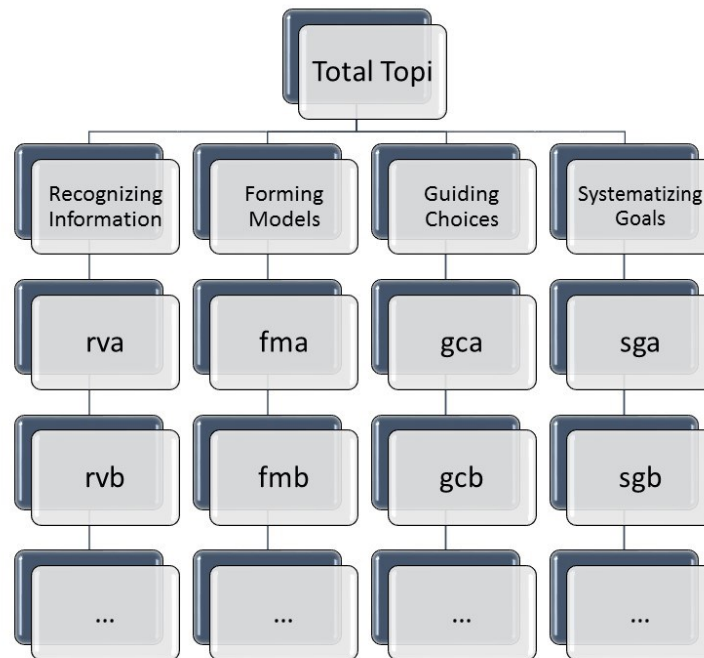 Total Topi
Recognizing
Information
Forming
Models
Guiding
Choices
Systematizing
Goals
rva
fma
gca
sga
rvb
fmb
gcb
sgb
...
...
...
...